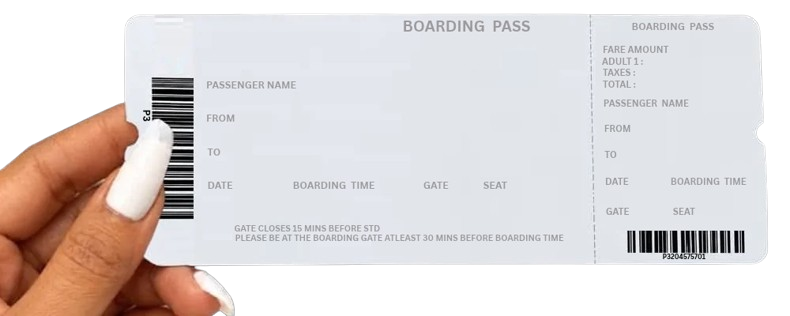 BOARDING PASS
PASSENGER NAME
FROM
TO
DATE BOARDING TIME GATE SEAT
GATE CLOSES 15 MINS BEFORE STD
PLEASE BE AT THE BOARDING GATE ATLEAST 30 MINS BEFORE BOARDING TIME
P3
BOARDING PASS
FARE AMOUNT
ADULT 1 :
TAXES :
TOTAL :
PASSENGER NAME
FROM
TO
DATE BOARDING TIME
GATE SEAT
P3204575701